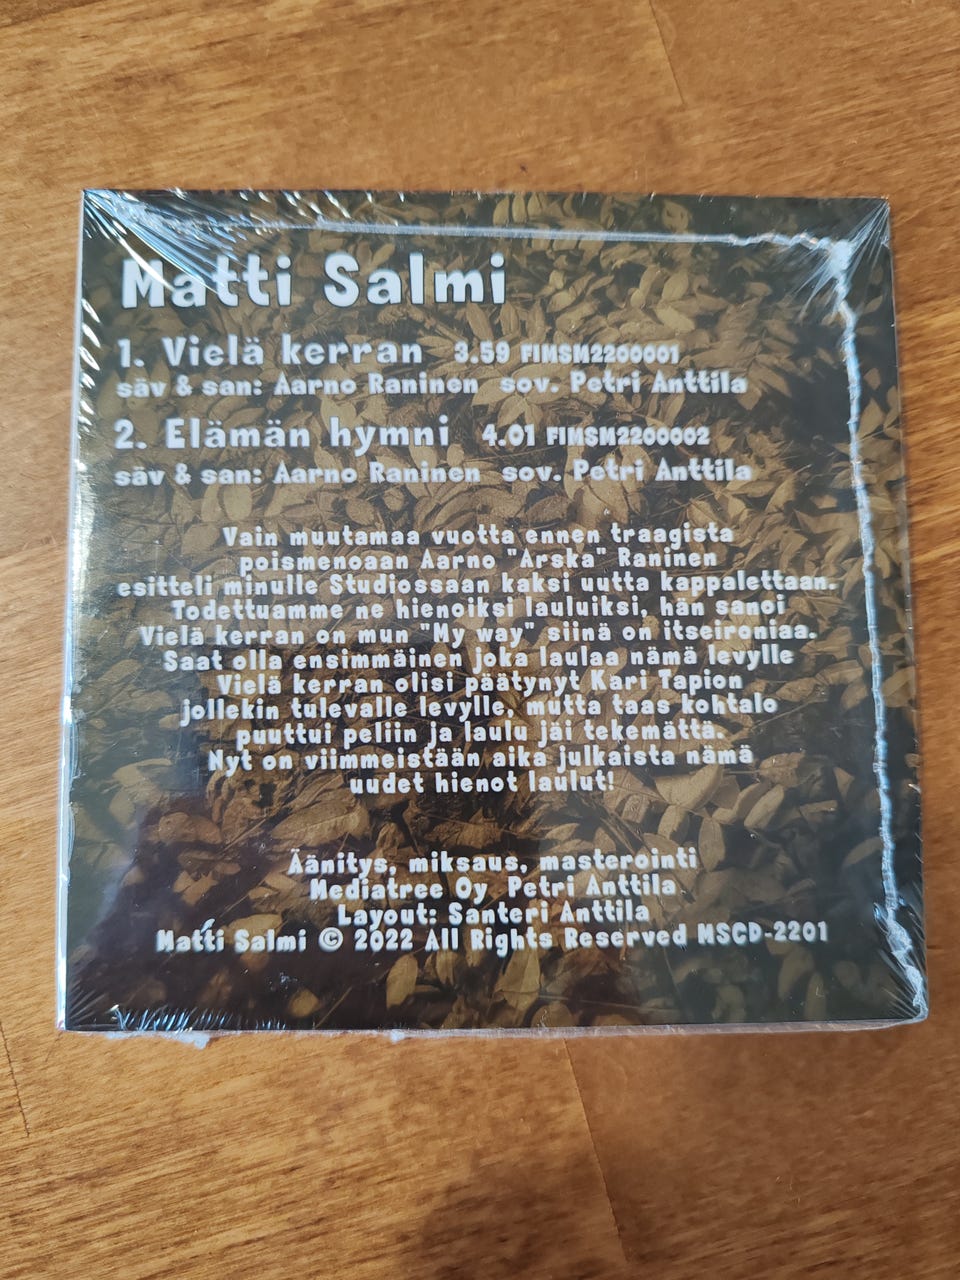 Matti Salmi
1. Vielä kerran 3.59 FIMSM2200001
säv & san: Aarno Raninen sov. Petri Anttila
2. Elämän hymni 4.01 FIMSM2200002
säv & san: Aarno Raninen sov. Petri Anttila
Vain muutamaa vuotta ennen traagista
poismenoaan Aarno "Arska" Raninen
esitteli minulle Studiossaan kaksi uutta kappalettaan.
Todettuamme ne hienoiksi lauluiksi, hän sanoi
Vielä kerran on mun "My way" siinä on itseironiaa.
Saat olla ensimmäinen joka laulaa nämä levylle
Vielä kerran olisi päätynyt Kari Tapion
jollekin tulevalle levylle, mutta taas kohtalo
puuttui peliin ja laulu jäi tekemättä.
Nyt on viimmeistään aika julkaista nämä
uudet hienot laulut!
Äänitys, miksaus, masterointi
Mediatree Oy Petri Anttila
Layout: Santeri Anttila
Matti Salmi © 2022 All Rights Reserved MSCD-2201